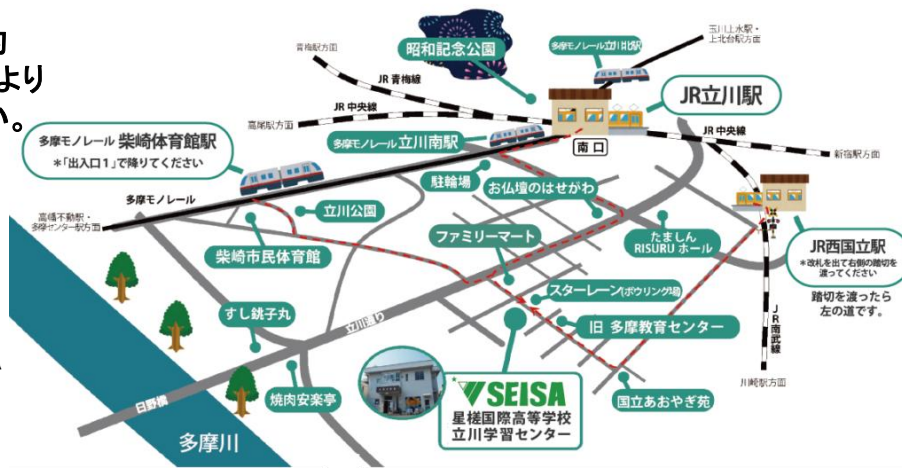 より
い。
昭和記念公園
多摩モノレール 立川北駅
玉川上水駅・
上北台駅方面
青梅駅方面
JR 青梅線
JR 中央線
高尾駅方面
JR立川駅
JR 中央線
新宿駅方面
南口
多摩モノレール 柴崎体育館駅
*「出入口1」で降りてください
多摩モノレール 立川南駅
駐輪場
お仏壇のはせがわ
多摩モノレール
立川公園
高幡不動駅・
多摩センター駅方面
柴崎市民体育館
ファミリーマート
たましん
RISURU ホール
JR西国立駅
*改札を出て右側の踏切を
渡ってください
踏切を渡ったら
左の道です。
スターレーン(ボウリング場)
旧 多摩教育センター
すし銚子丸
立川通り
JR南武線
川崎駅方面
焼肉安楽亭
日野橋
多摩川
SEISA
星槎国際高等学校
立川学習センター
国立あおやぎ苑